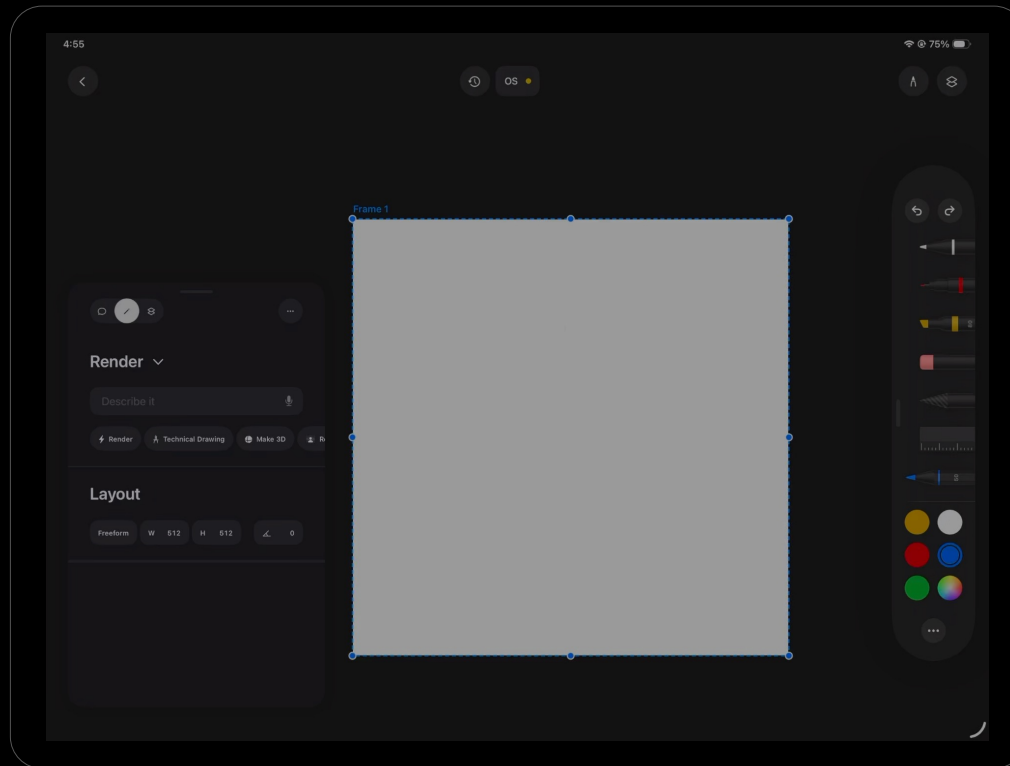 4:55
75%
OS
Frame 1
Render
Describe it
Render
Technical Drawing
Make 3D
Layout
Freeform
W 512
H 512
0
80